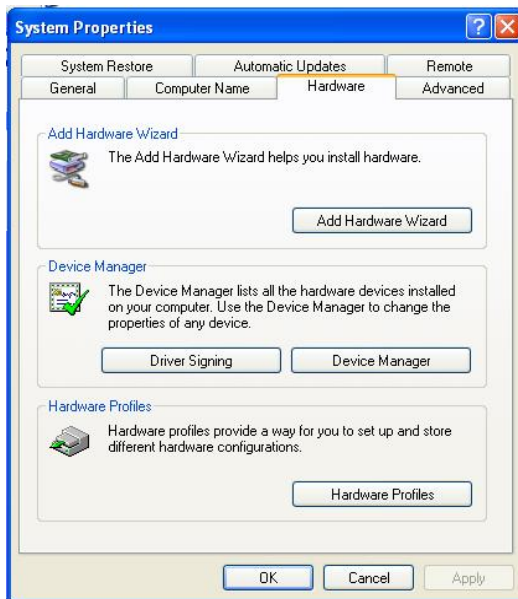 System Properties
System Restore Automatic Updates Remote
General Computer Name Hardware Advanced
Add Hardware Wizard
The Add Hardware Wizard helps you install hardware.
Add Hardware Wizard
Device Manager
The Device Manager lists all the hardware devices installed
on your computer. Use the Device Manager to change the
properties of any device.
Driver Signing Device Manager
Hardware Profiles
Hardware profiles provide a way for you to set up and store
different hardware configurations.
Hardware Profiles
OK Cancel Apply